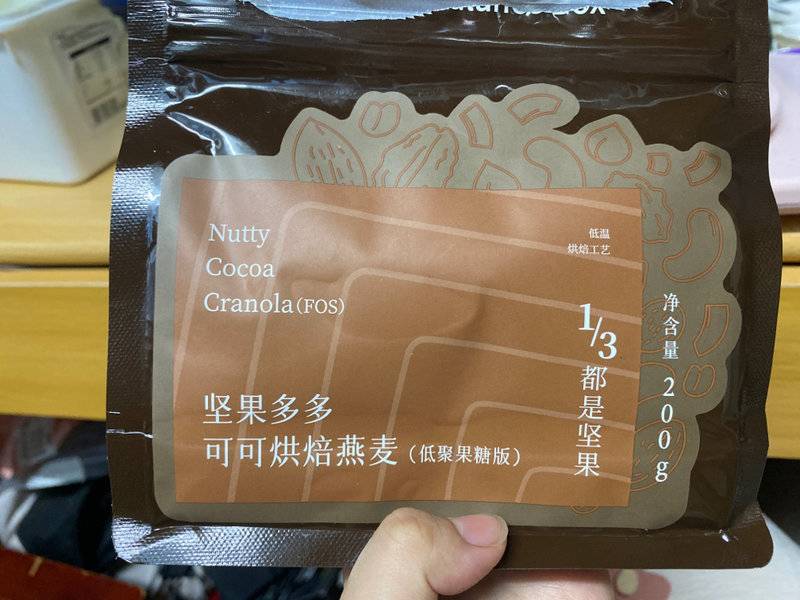 Nutty
Cocoa
Cranola(FOS)
低温
烘焙工艺
1/3
都是坚果
净含量 200g
坚果多多
可可烘焙燕麦（低聚果糖版）